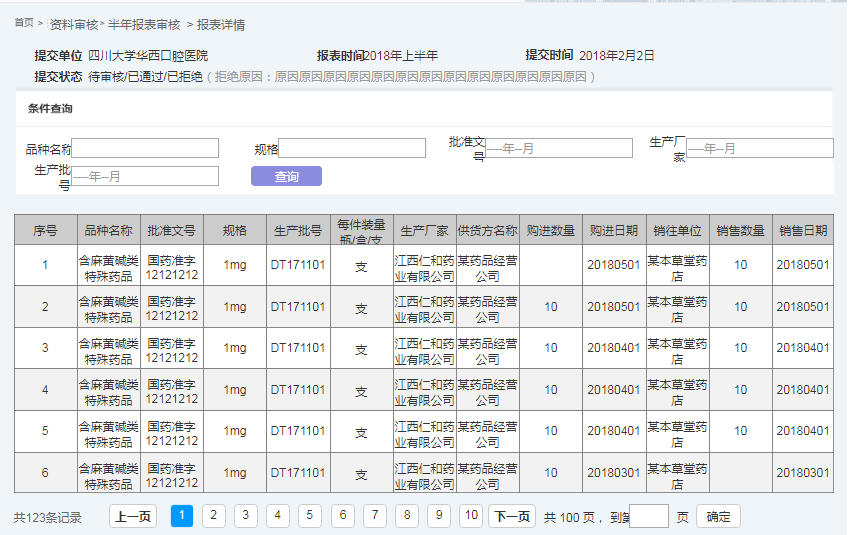 首页 > 资料审核> 半年报表审核 > 报表详情
提交单位 四川大学华西口腔医院 报表时间2018年上半年 提交时间 2018年2月2日
提交状态 待审核/已通过/已拒绝（拒绝原因：原因原因原因原因原因原因原因原因原因原因原因原因原因）
条件查询
品种名称 规格 批准文号 ----年--月 生产厂家 ----年--月
生产批号 ----年--月 查询
序号 品种名称 批准文号 规格 生产批号 每件装量瓶/盒/支 生产厂家 供货方名称 购进数量 购进日期 销往单位 销售数量 销售日期
1 含麻黄碱类特殊药品 国药准字12121212 1mg DT171101 支 江西仁和药业有限公司 某药品经营公司 20180501 某本草堂药店 10 20180501
2 含麻黄碱类特殊药品 国药准字12121212 1mg DT171101 支 江西仁和药业有限公司 某药品经营公司 10 20180501 某本草堂药店 10 20180501
3 含麻黄碱类特殊药品 国药准字12121212 1mg DT171101 支 江西仁和药业有限公司 某药品经营公司 10 20180401 某本草堂药店 10 20180401
4 含麻黄碱类特殊药品 国药准字12121212 1mg DT171101 支 江西仁和药业有限公司 某药品经营公司 10 20180401 某本草堂药店 10 20180401
5 含麻黄碱类特殊药品 国药准字12121212 1mg DT171101 支 江西仁和药业有限公司 某药品经营公司 10 20180401 某本草堂药店 10 20180401
6 含麻黄碱类特殊药品 国药准字12121212 1mg DT171101 支 江西仁和药业有限公司 某药品经营公司 10 20180301 某本草堂药店 20180301
共123条记录 上一页 1 2 3 4 5 6 7 8 9 10 下一页 共 100 页， 到第 页 确定